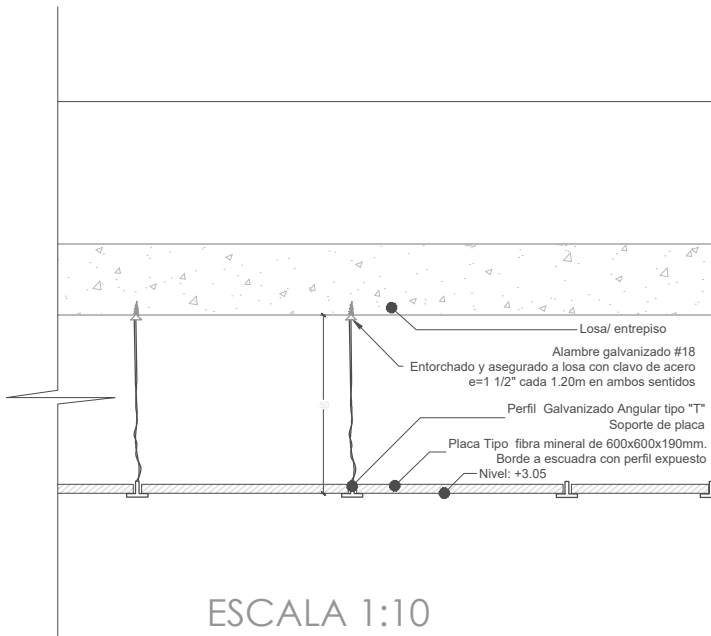 Losa/ entrepiso
Alambre galvanizado #18
Entorchado y asegurado a losa con clavo de acero
e=1 1/2" cada 1.20m en ambos sentidos
Perfil Galvanizado Angular tipo "T"
Soporte de placa
Placa Tipo fibra mineral de 600x600x190mm.
Borde a escuadra con perfil expuesto
Nivel: +3.05
ESCALA 1:10